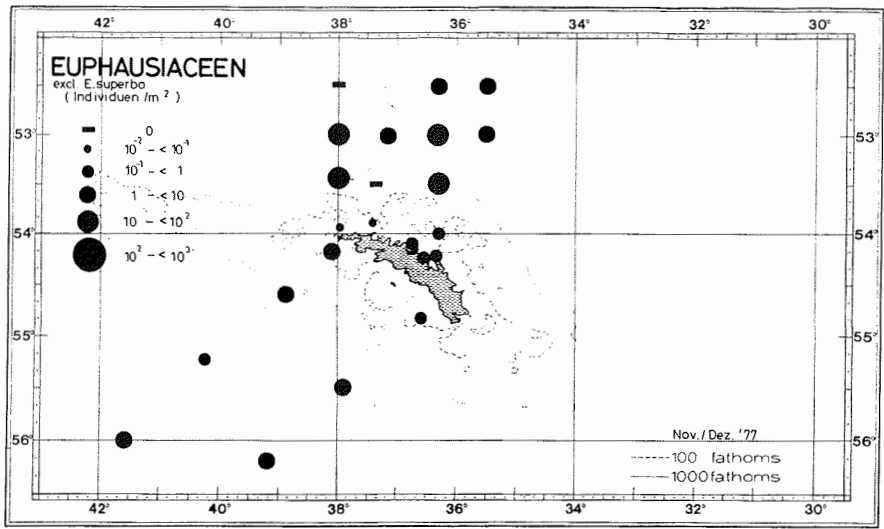 42° 40° 38° 36° 34° 32° 30°
EUPHAUSIACEEN
excl. E.superbo
( Individuen /m² )
0
10⁻² - < 10⁻¹
10⁻¹ - < 1
1 - < 10
10 - < 10²
10² - < 10³
53° 53°
54° 54°
55° 55°
56° 56°
Nov./Dez. '77
100 fathoms
1000 fathoms
42° 40° 38° 36° 34° 32° 30°